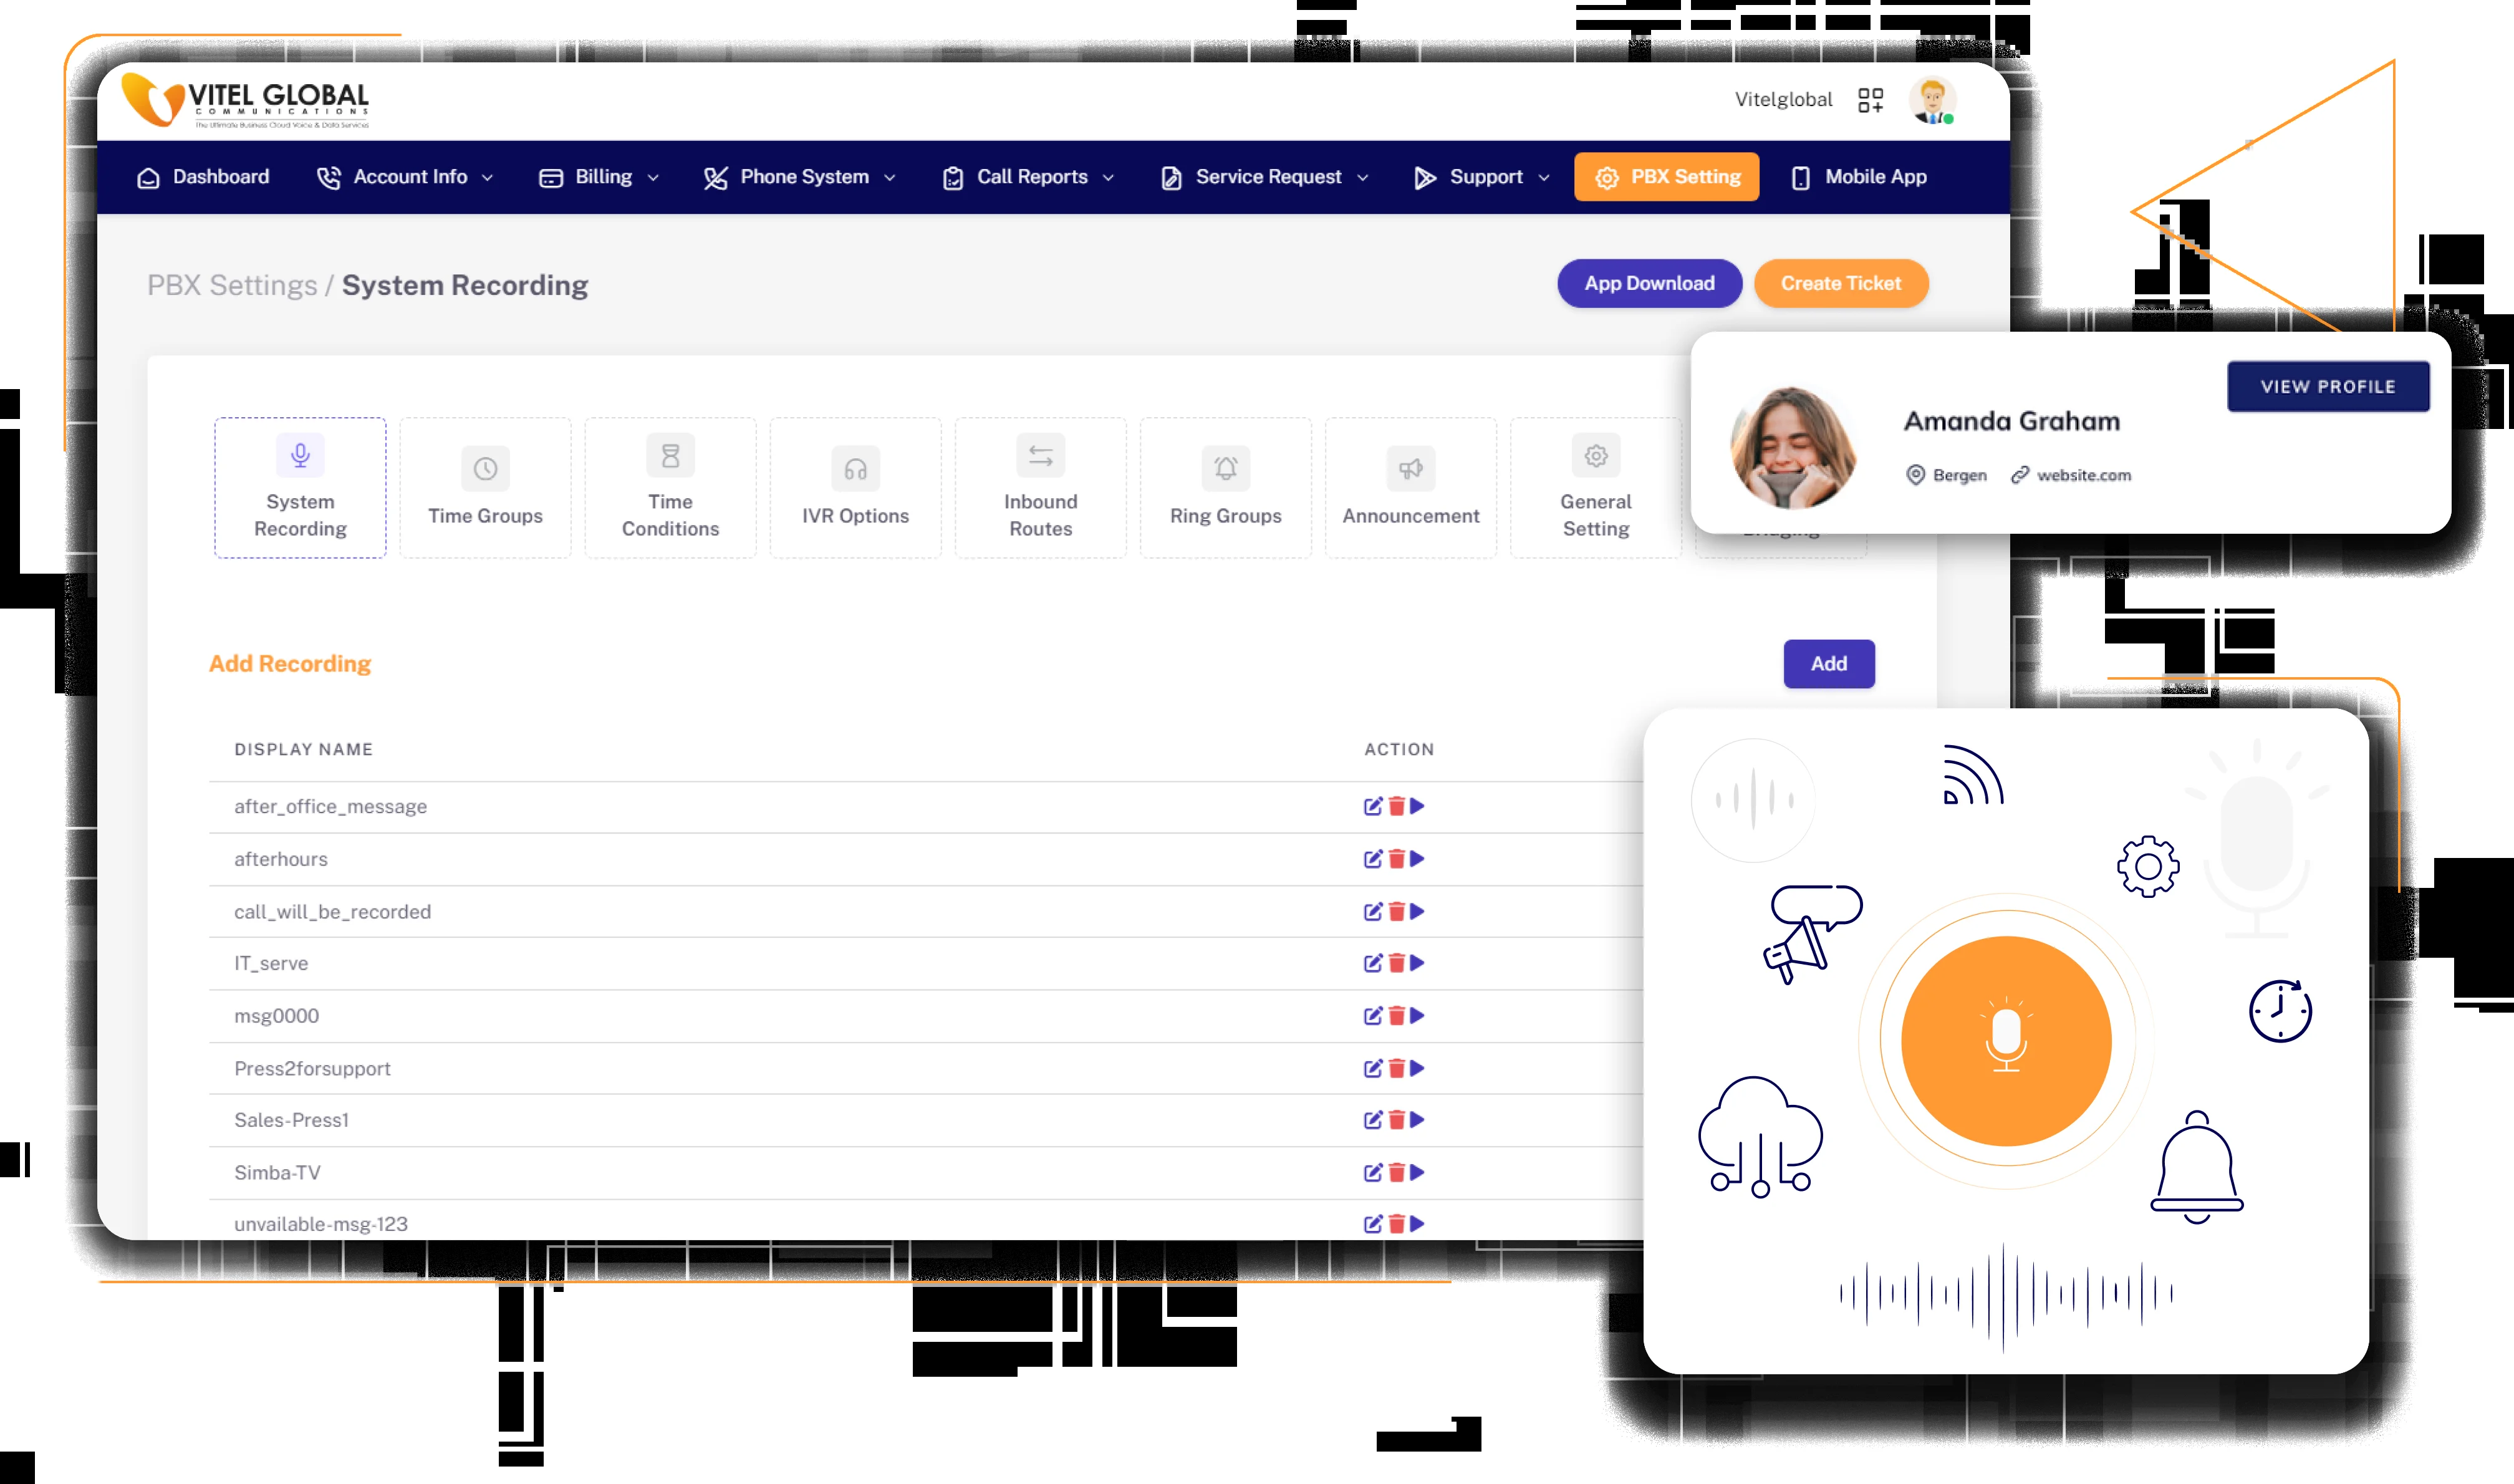 VITEL GLOBAL
COMMUNICATIONS
The Ultimate Business Cloud Voice & Data Services
Vitelglobal
Dashboard
Account Info
Billing
Phone System
Call Reports
Service Request
Support
PBX Setting
Mobile App
PBX Settings / System Recording
App Download
Create Ticket
System
Recording
Time Groups
Time
Conditions
IVR Options
Inbound
Routes
Ring Groups
Announcement
General
Setting
VIEW PROFILE
Amanda Graham
Bergen
website.com
Add Recording
Add
DISPLAY NAME
ACTION
after_office_message
afterhours
call_will_be_recorded
IT_serve
msg0000
Press2forsupport
Sales-Press1
Simba-TV
unvailable-msg-123